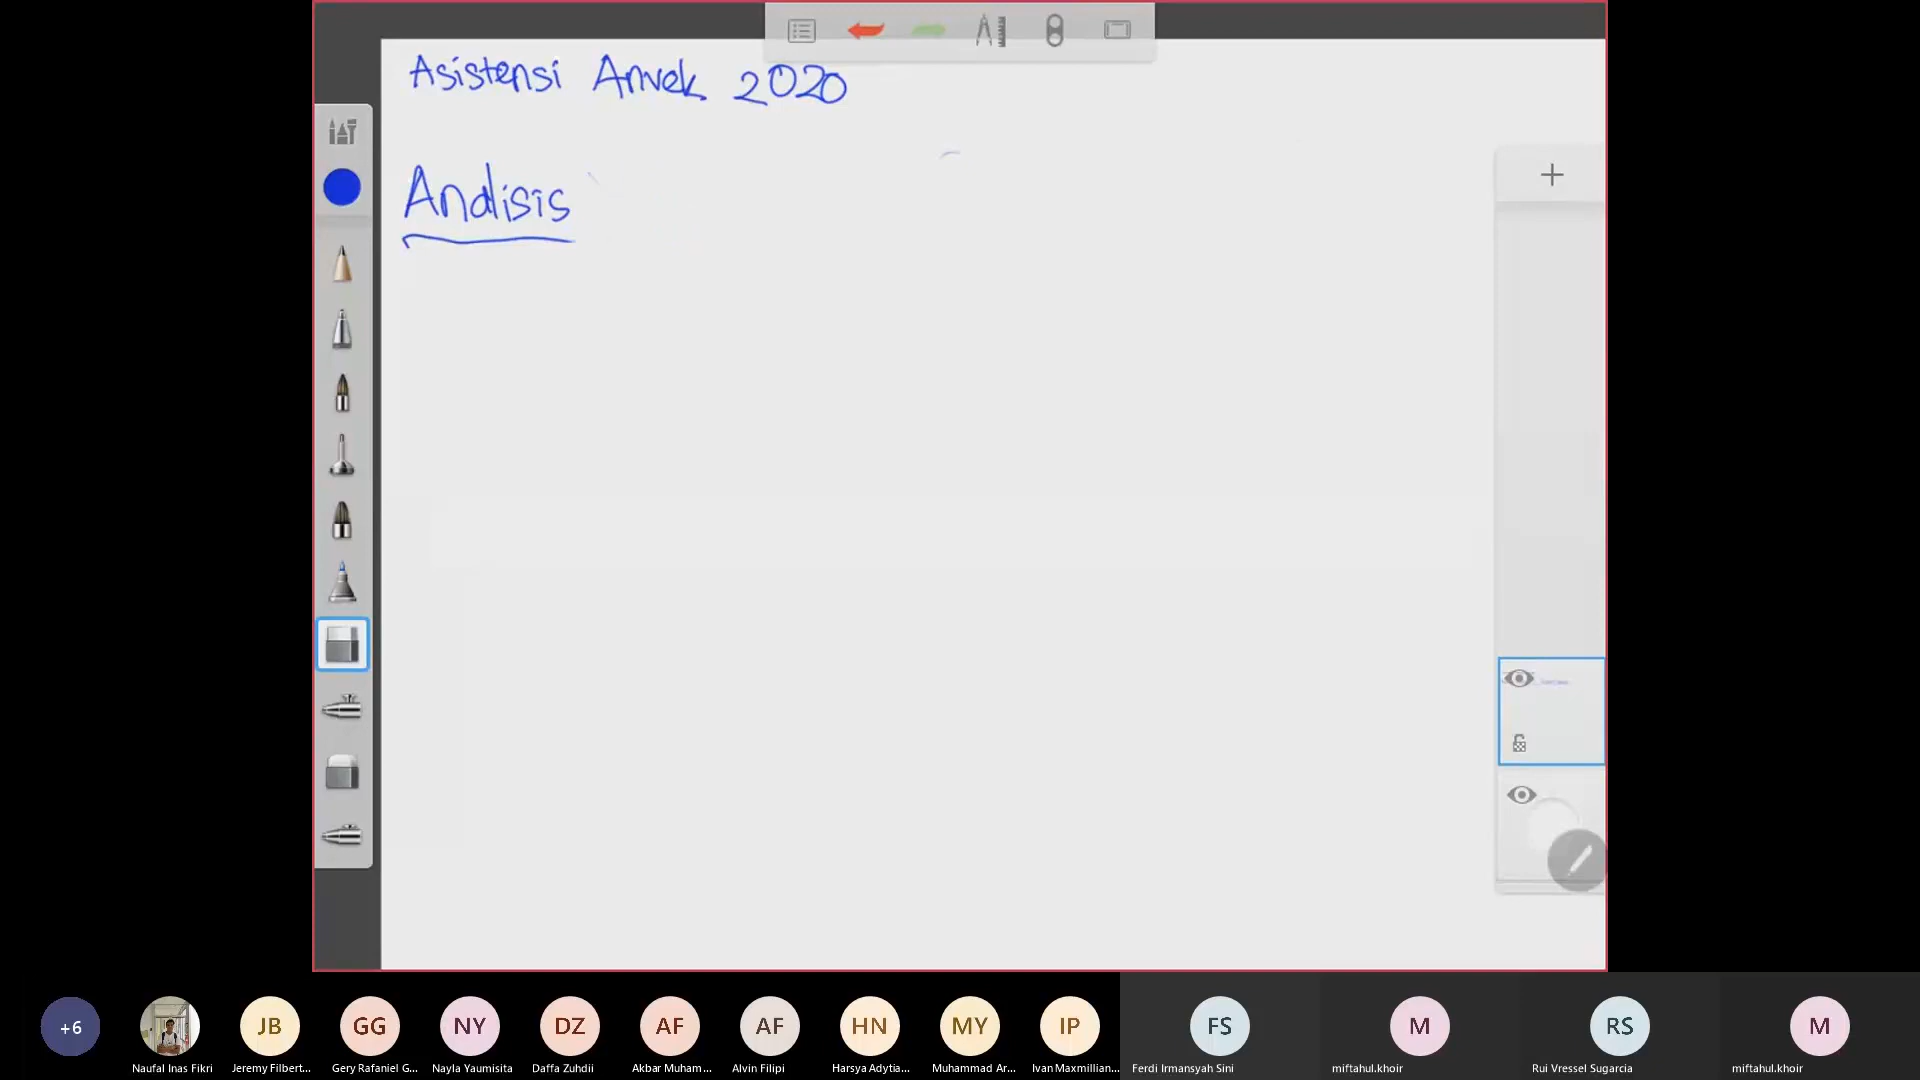 Asistensi Anvek 2020
Analisis
+6
JB
GG
NY
DZ
AF
AF
HN
MY
IP
FS
M
RS
M
Naufal Inas Fikri
Jeremy Filbert...
Gery Rafaniel G...
Nayla Yaumisita
Daffa Zuhdii
Akbar Muham...
Alvin Filipi
Harsya Adytia...
Muhammad Ar...
Ivan Maxmillian...
Ferdi Irmansyah Sini
miftahul.khoir
Rui Vressel Sugarcia
miftahul.khoir